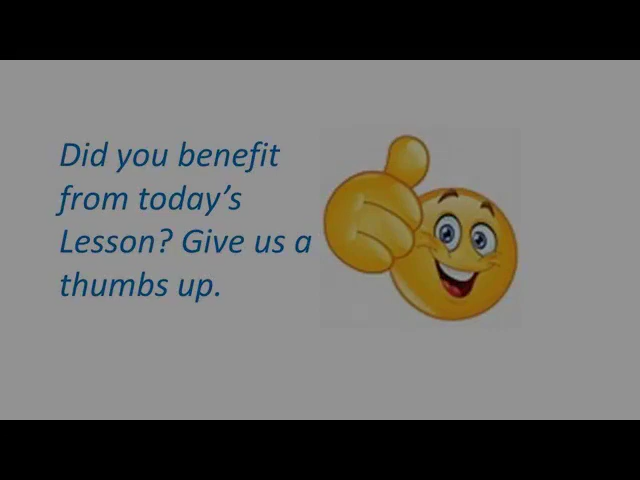 Did you benefit
from today’s
Lesson? Give us a
thumbs up.